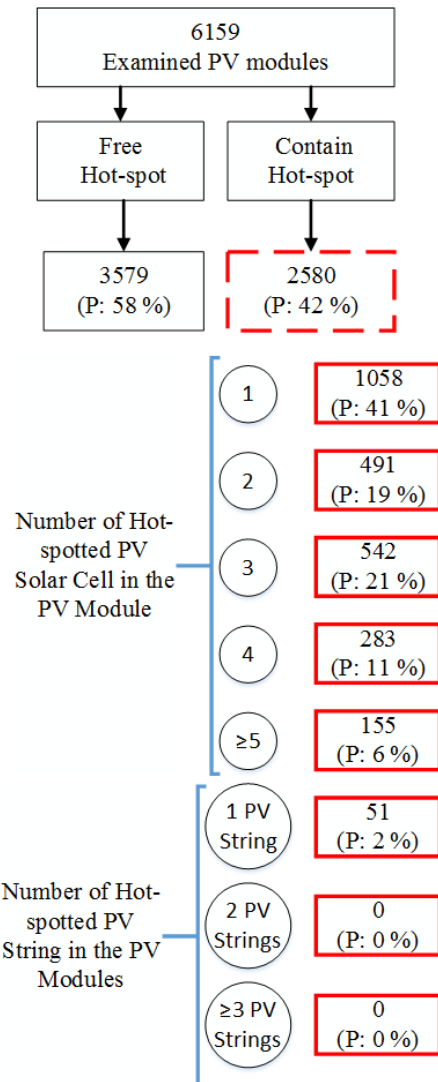 6159
Examined PV modules
Free
Hot-spot
Contain
Hot-spot
3579
(P: 58 %)
2580
(P: 42 %)
Number of Hot-
spotted PV
Solar Cell in the
PV Module
1
1058
(P: 41 %)
2
491
(P: 19 %)
3
542
(P: 21 %)
4
283
(P: 11 %)
≥5
155
(P: 6 %)
Number of Hot-
spotted PV
String in the PV
Modules
1 PV
String
51
(P: 2 %)
2 PV
Strings
0
(P: 0 %)
≥3 PV
Strings
0
(P: 0 %)